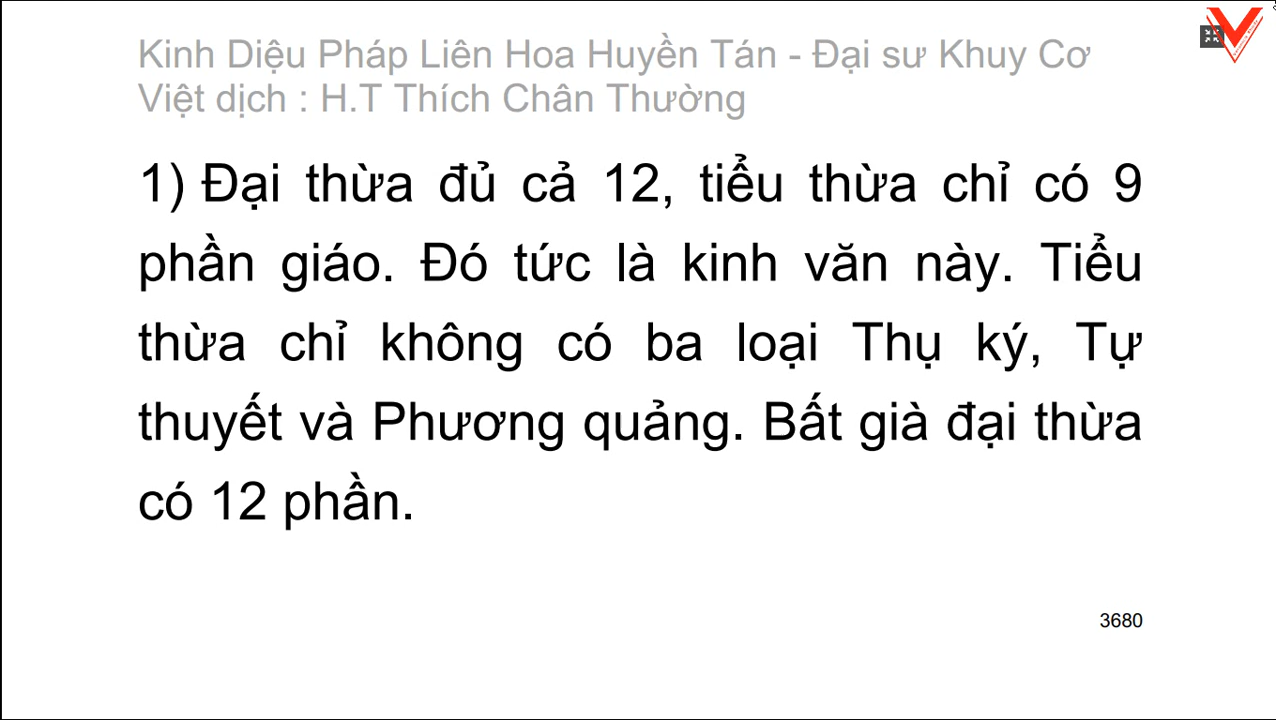 Kinh Diệu Pháp Liên Hoa Huyền Tán - Đại sư Khuy Cơ
Việt dịch : H.T Thích Chân Thường
1) Đại thừa đủ cả 12, tiểu thừa chỉ có 9
phần giáo. Đó tức là kinh văn này. Tiểu
thừa chỉ không có ba loại Thụ ký, Tự
thuyết và Phương quảng. Bất già đại thừa
có 12 phần.
3680